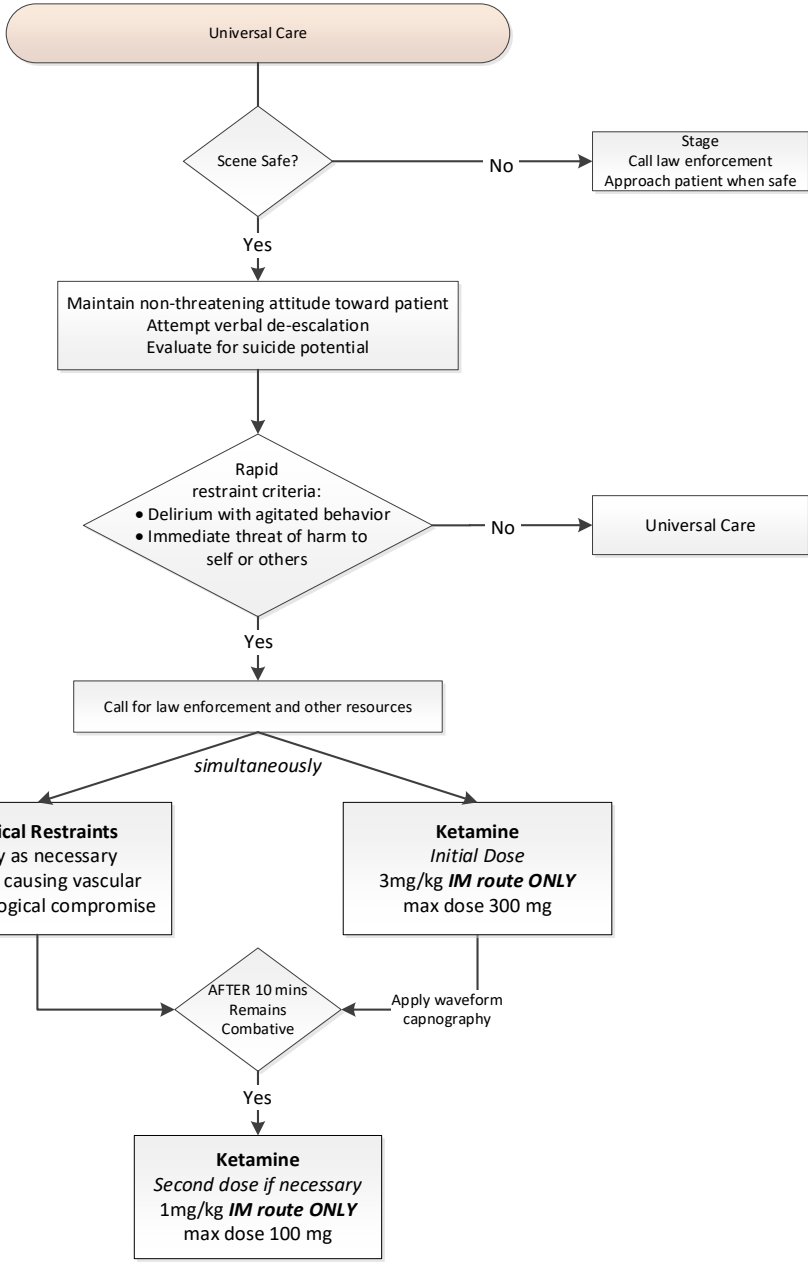 Universal Care
Scene Safe?
No
Stage
Call law enforcement
Approach patient when safe
Yes
Maintain non-threatening attitude toward patient
Attempt verbal de-escalation
Evaluate for suicide potential
Rapid
restraint criteria:
• Delirium with agitated behavior
• Immediate threat of harm to
self or others
No
Universal Care
Yes
Call for law enforcement and other resources
simultaneously
Restraints
as necessary
causing vascular
compromise
Ketamine
Initial Dose
3mg/kg IM route ONLY
max dose 300 mg
AFTER 10 mins
Remains
Combative
Apply waveform
capnography
Yes
Ketamine
Second dose if necessary
1mg/kg IM route ONLY
max dose 100 mg